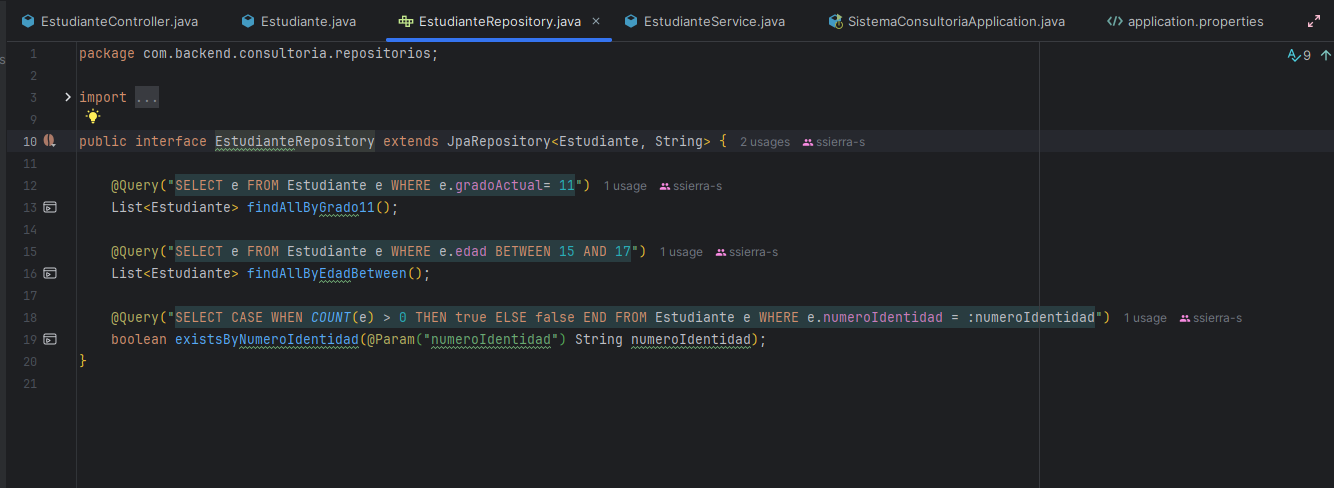 EstudianteController.java Estudiante.java EstudianteRepository.java × EstudianteService.java SistemaConsultoriaApplication.java application.properties
1 package com.backend.consultoria.repositorios;
2
3 import ...
9
10 public interface EstudianteRepository extends JpaRepository<Estudiante, String> { 2 usages ssierra-s
11
12 @Query("SELECT e FROM Estudiante e WHERE e.gradoActual= 11") 1 usage ssierra-s
13 List<Estudiante> findAllByGrado11();
14
15 @Query("SELECT e FROM Estudiante e WHERE e.edad BETWEEN 15 AND 17") 1 usage ssierra-s
16 List<Estudiante> findAllByEdadBetween();
17
18 @Query("SELECT CASE WHEN COUNT(e) > 0 THEN true ELSE false END FROM Estudiante e WHERE e.numeroIdentidad = :numeroIdentidad") 1 usage ssierra-s
19 boolean existsByNumeroIdentidad(@Param("numeroIdentidad") String numeroIdentidad);
20 }
21
9
s